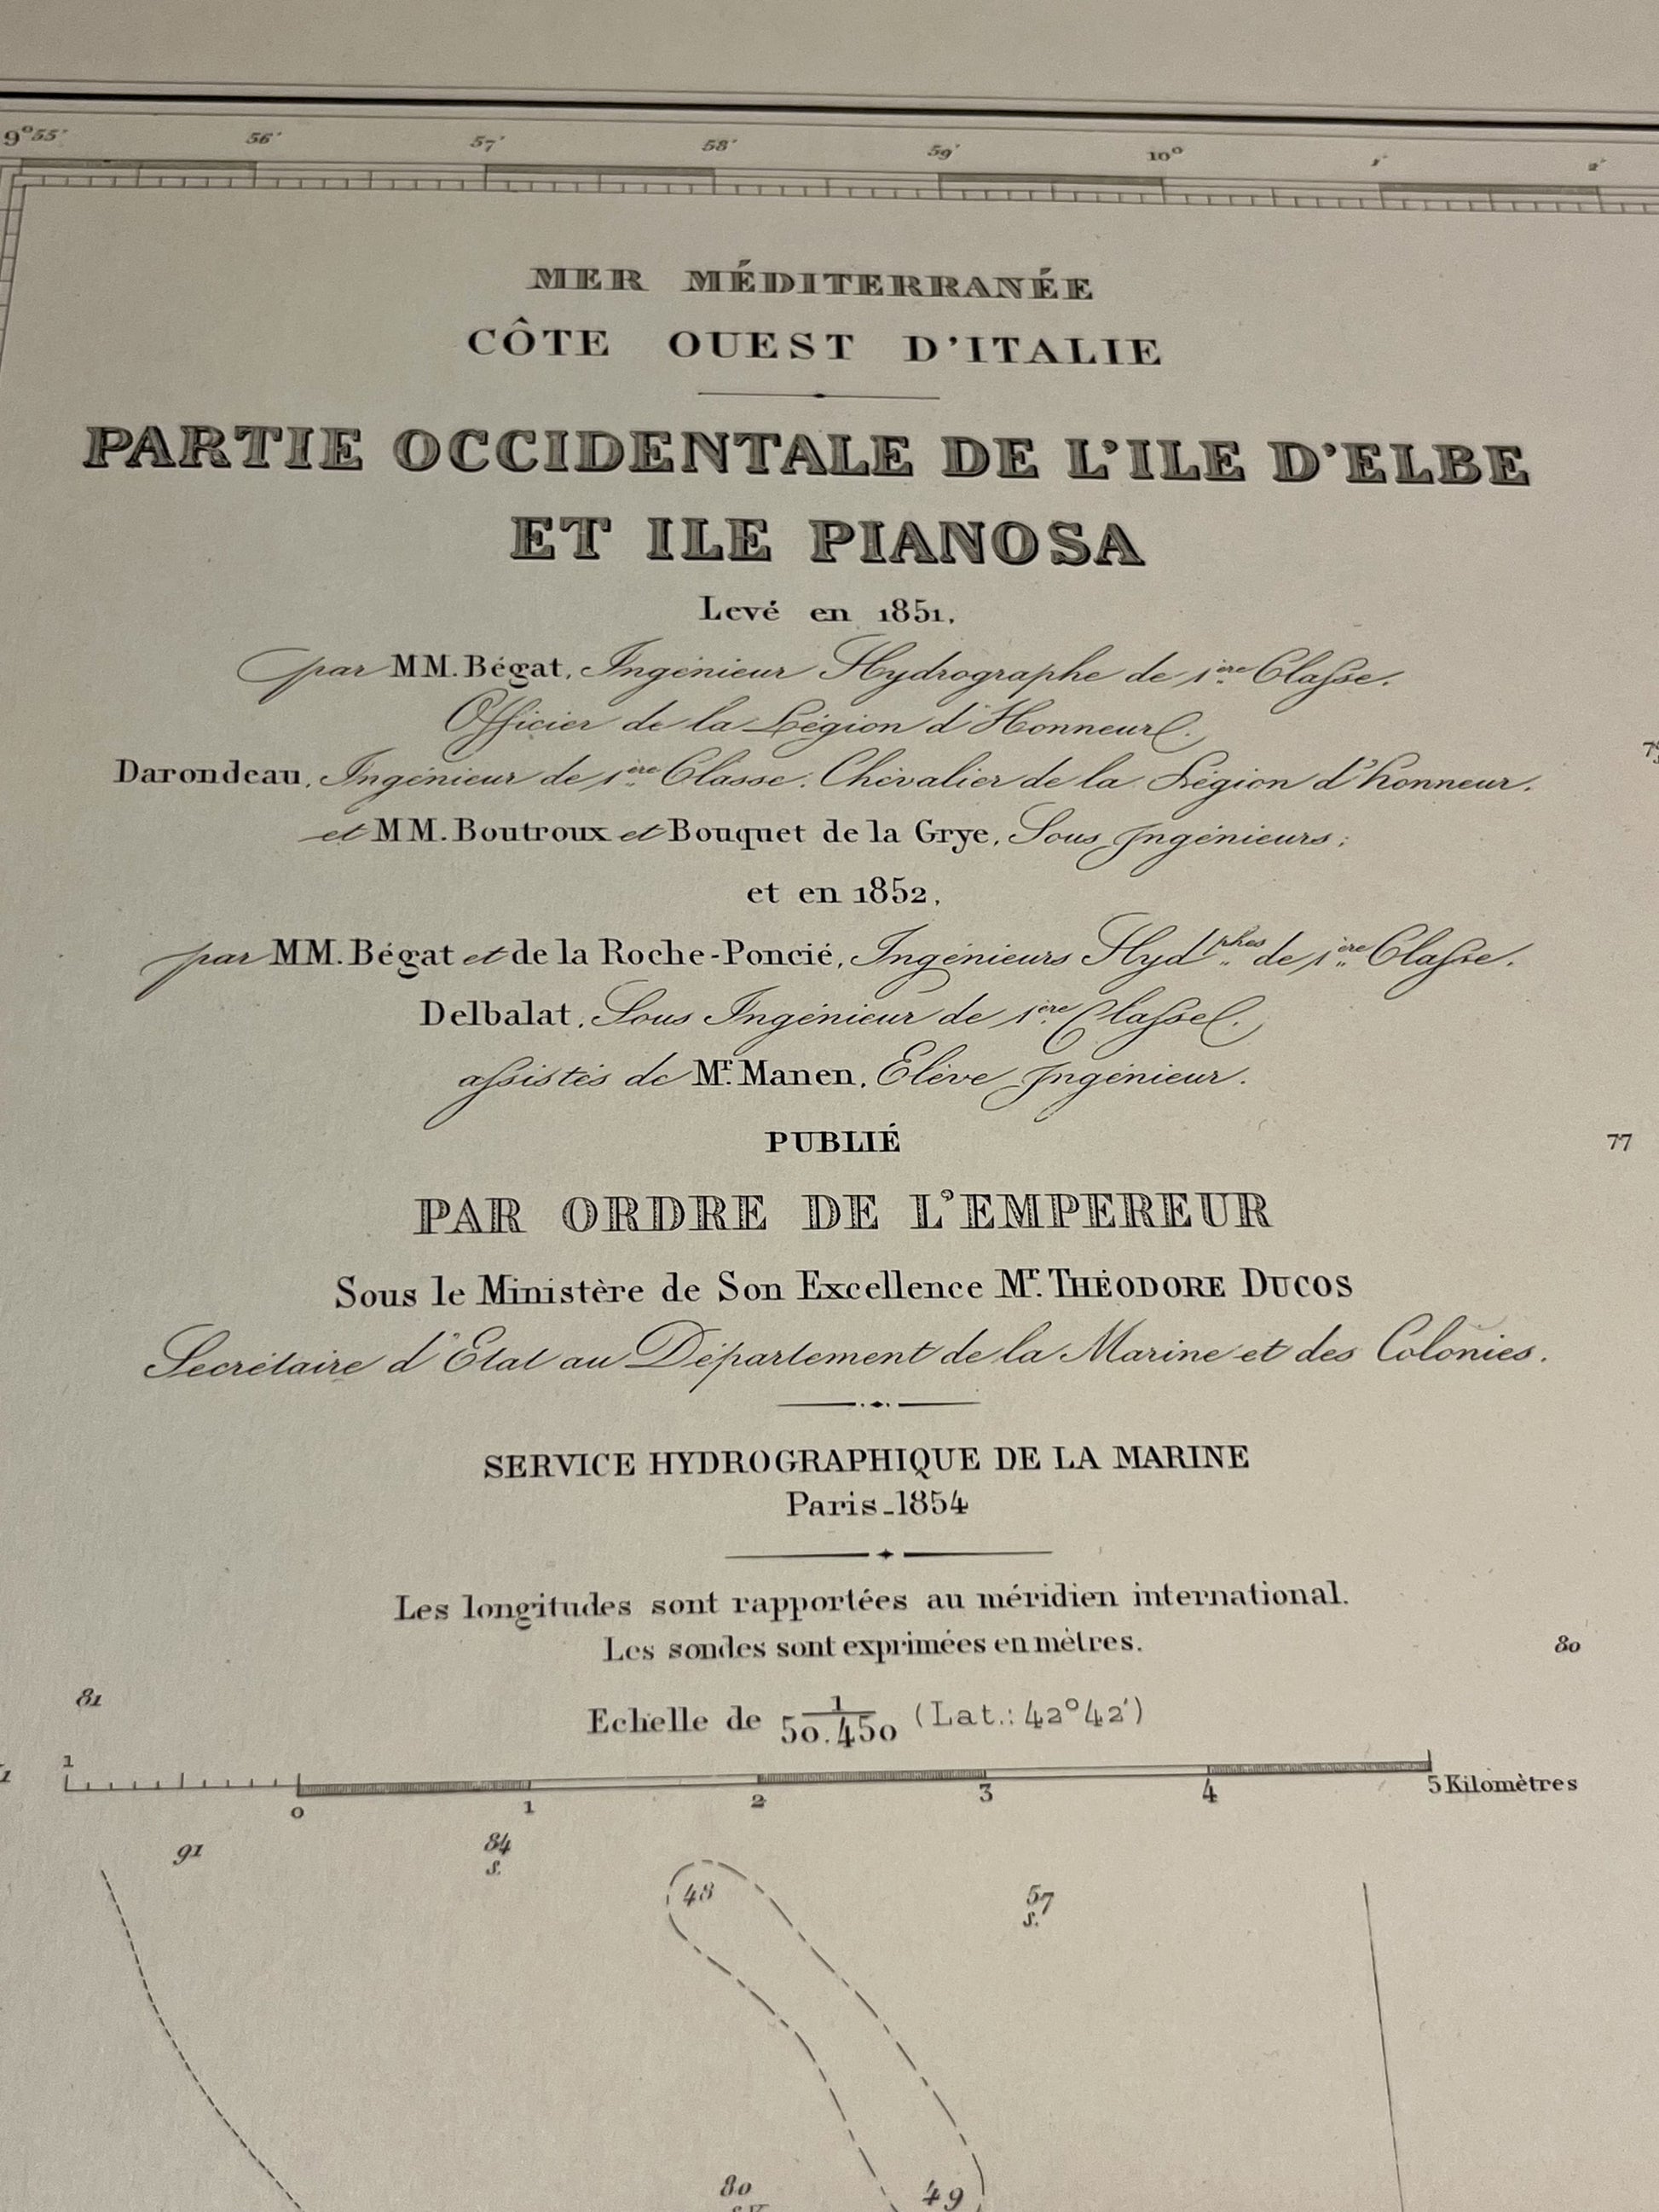 9°55' 56' 57' 58' 59' 10° 1' 2'
MER MÉDITERRANÉE
CÔTE OUEST D'ITALIE
PARTIE OCCIDENTALE DE L'ILE D'ELBE
ET ILE PIANOSA
Levé en 1851,
par MM. Bégat, Ingénieur Hydrographe de 1ère Classe.
Officier de la Légion d'Honneur.
Darondeau, Ingénieur de 1ère Classe. Chevalier de la Légion d'honneur.
et MM. Boutroux et Bouquet de la Grye, Sous Ingénieurs;
et en 1852,
par MM. Bégat et de la Roche-Poncié, Ingénieurs Hydphes de 1ère Classe.
Delbalat, Sous Ingénieur de 1ère Classe.
assistés de Mr. Manen, Elève Ingénieur.
PUBLIÉ
77
PAR ORDRE DE L'EMPEREUR
Sous le Ministère de Son Excellence Mr. THÉODORE DUCOS
Secrétaire d'Etat au Département de la Marine et des Colonies.
SERVICE HYDROGRAPHIQUE DE LA MARINE
Paris_1854
Les longitudes sont rapportées au méridien international.
Les sondes sont exprimées en mètres.
80
81
Echelle de 1/50.450 (Lat.: 42°42')
1
0 1 2 3 4 5 Kilomètres
91 84 48 57
s. s.
80 49